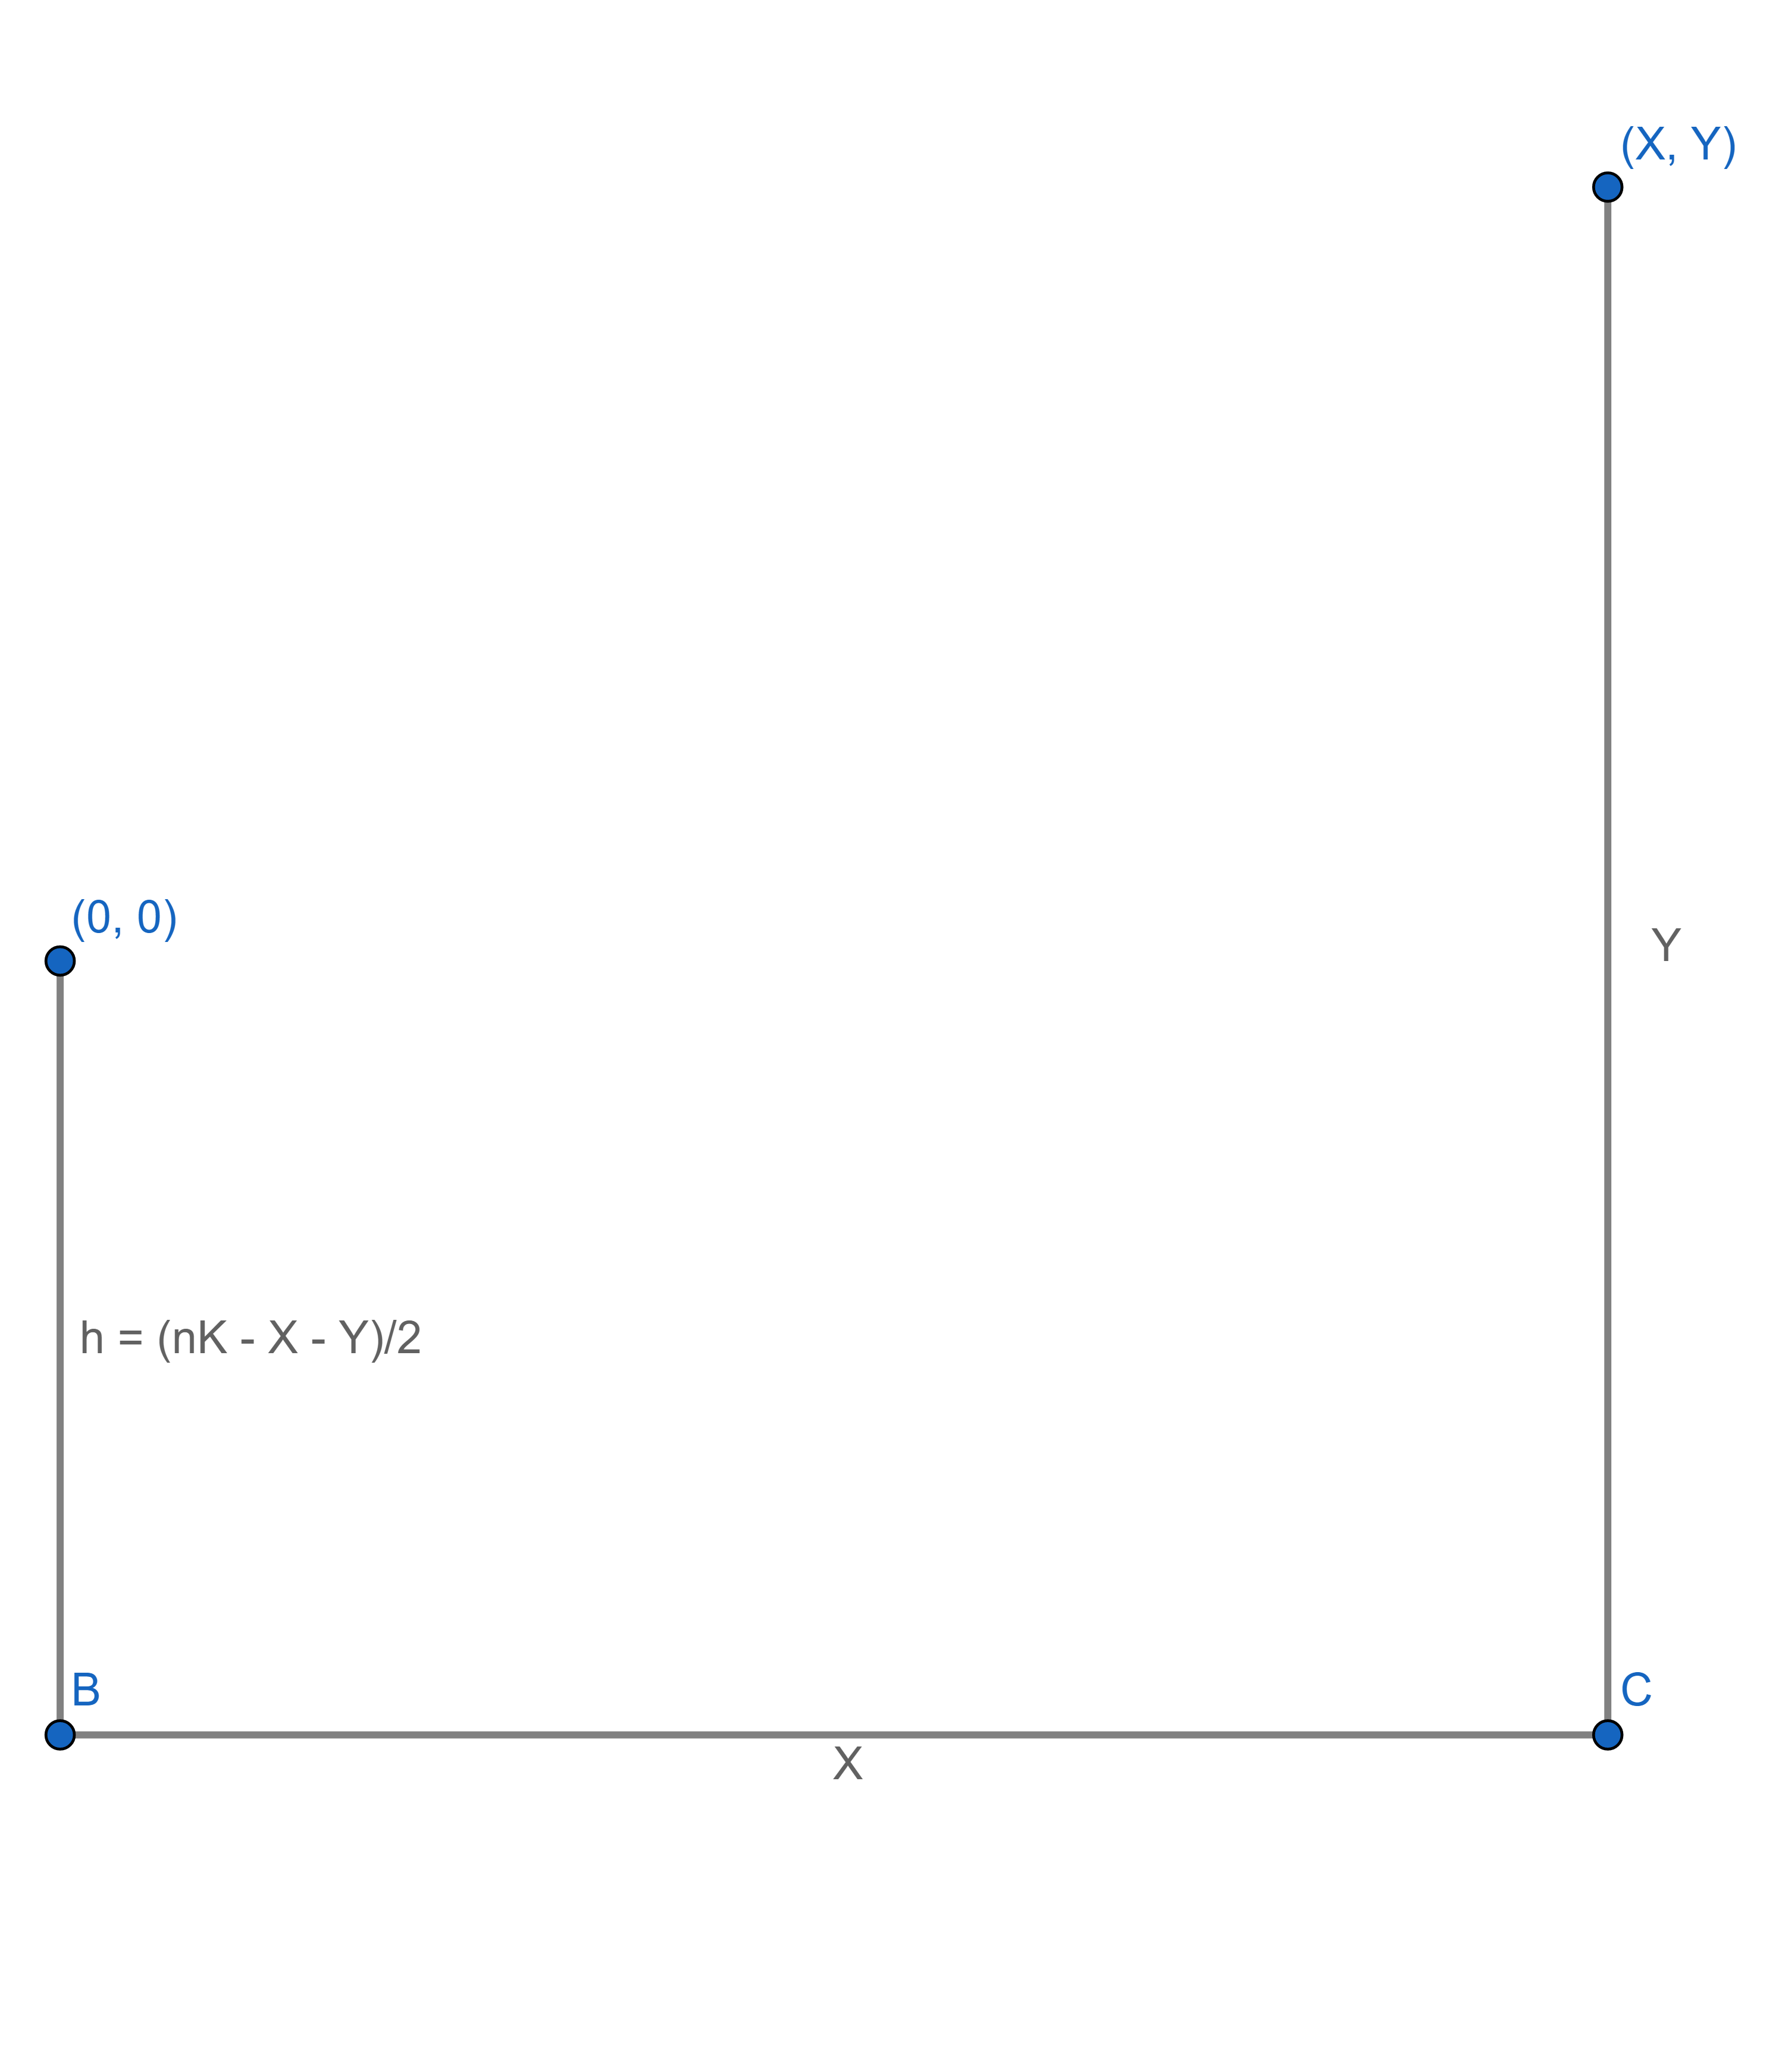 (X, Y)
(0, 0)
Y
h = (nK - X - Y)/2
B
C
X